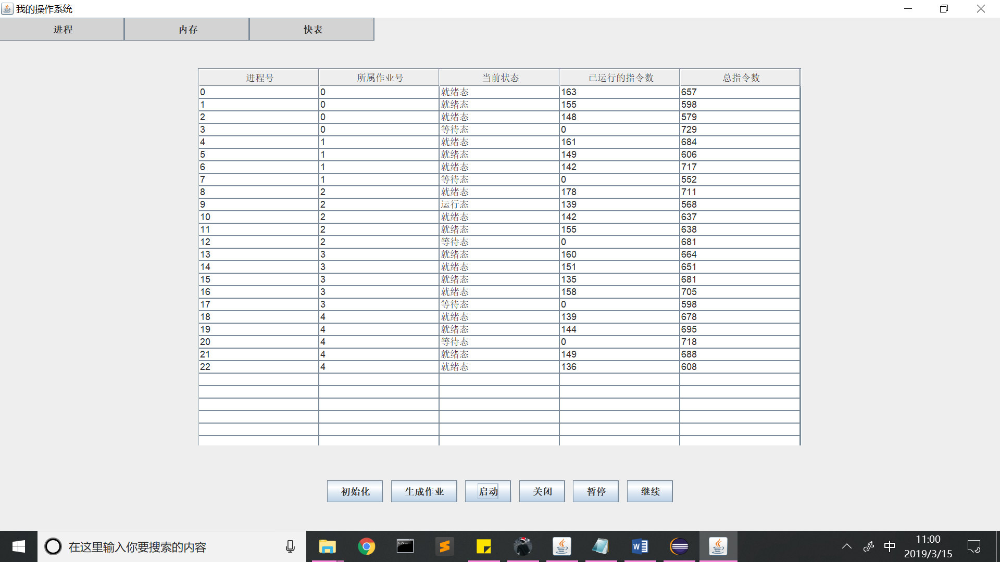 我的操作系统
进程 内存 快表
进程号 所属作业号 当前状态 已运行的指令数 总指令数
0 0 就绪态 163 657
1 0 就绪态 155 598
2 0 就绪态 148 579
3 0 等待态 0 729
4 1 就绪态 161 684
5 1 就绪态 149 606
6 1 就绪态 142 717
7 1 等待态 0 552
8 2 就绪态 178 711
9 2 运行态 139 568
10 2 就绪态 142 637
11 2 就绪态 155 638
12 2 等待态 0 681
13 3 就绪态 160 664
14 3 就绪态 151 651
15 3 就绪态 135 681
16 3 就绪态 158 705
17 3 等待态 0 598
18 4 就绪态 139 678
19 4 就绪态 144 695
20 4 等待态 0 718
21 4 就绪态 149 688
22 4 就绪态 136 608
初始化 生成作业 启动 关闭 暂停 继续
在这里输入你要搜索的内容
中
11:00
2019/3/15